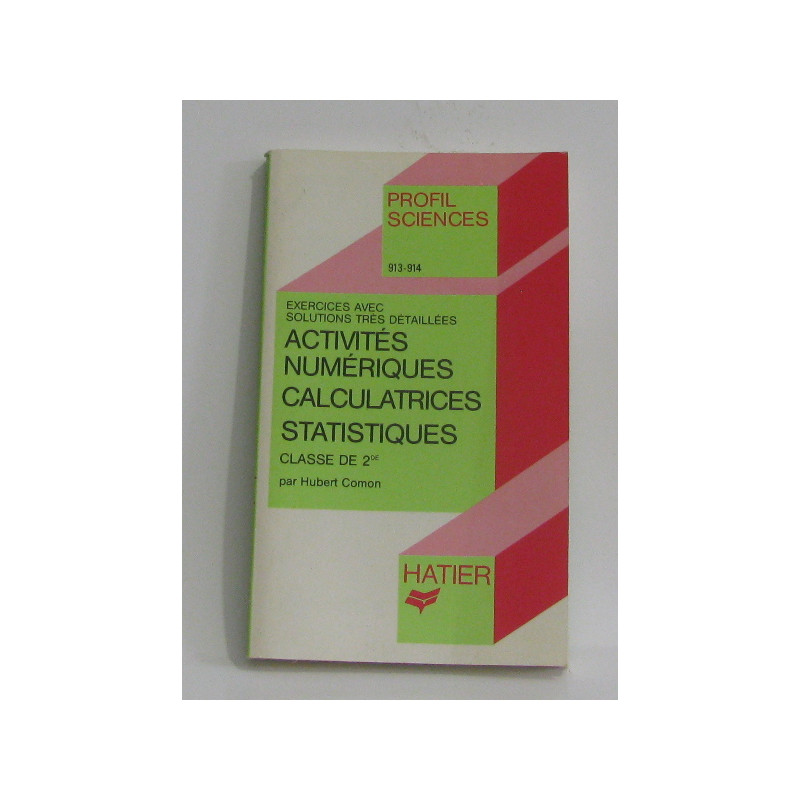 PROFIL
SCIENCES
913-914
EXERCICES AVEC
SOLUTIONS TRÈS DÉTAILLÉES
ACTIVITÉS
NUMÉRIQUES
CALCULATRICES
STATISTIQUES
CLASSE DE 2DE
par Hubert Comon
HATIER